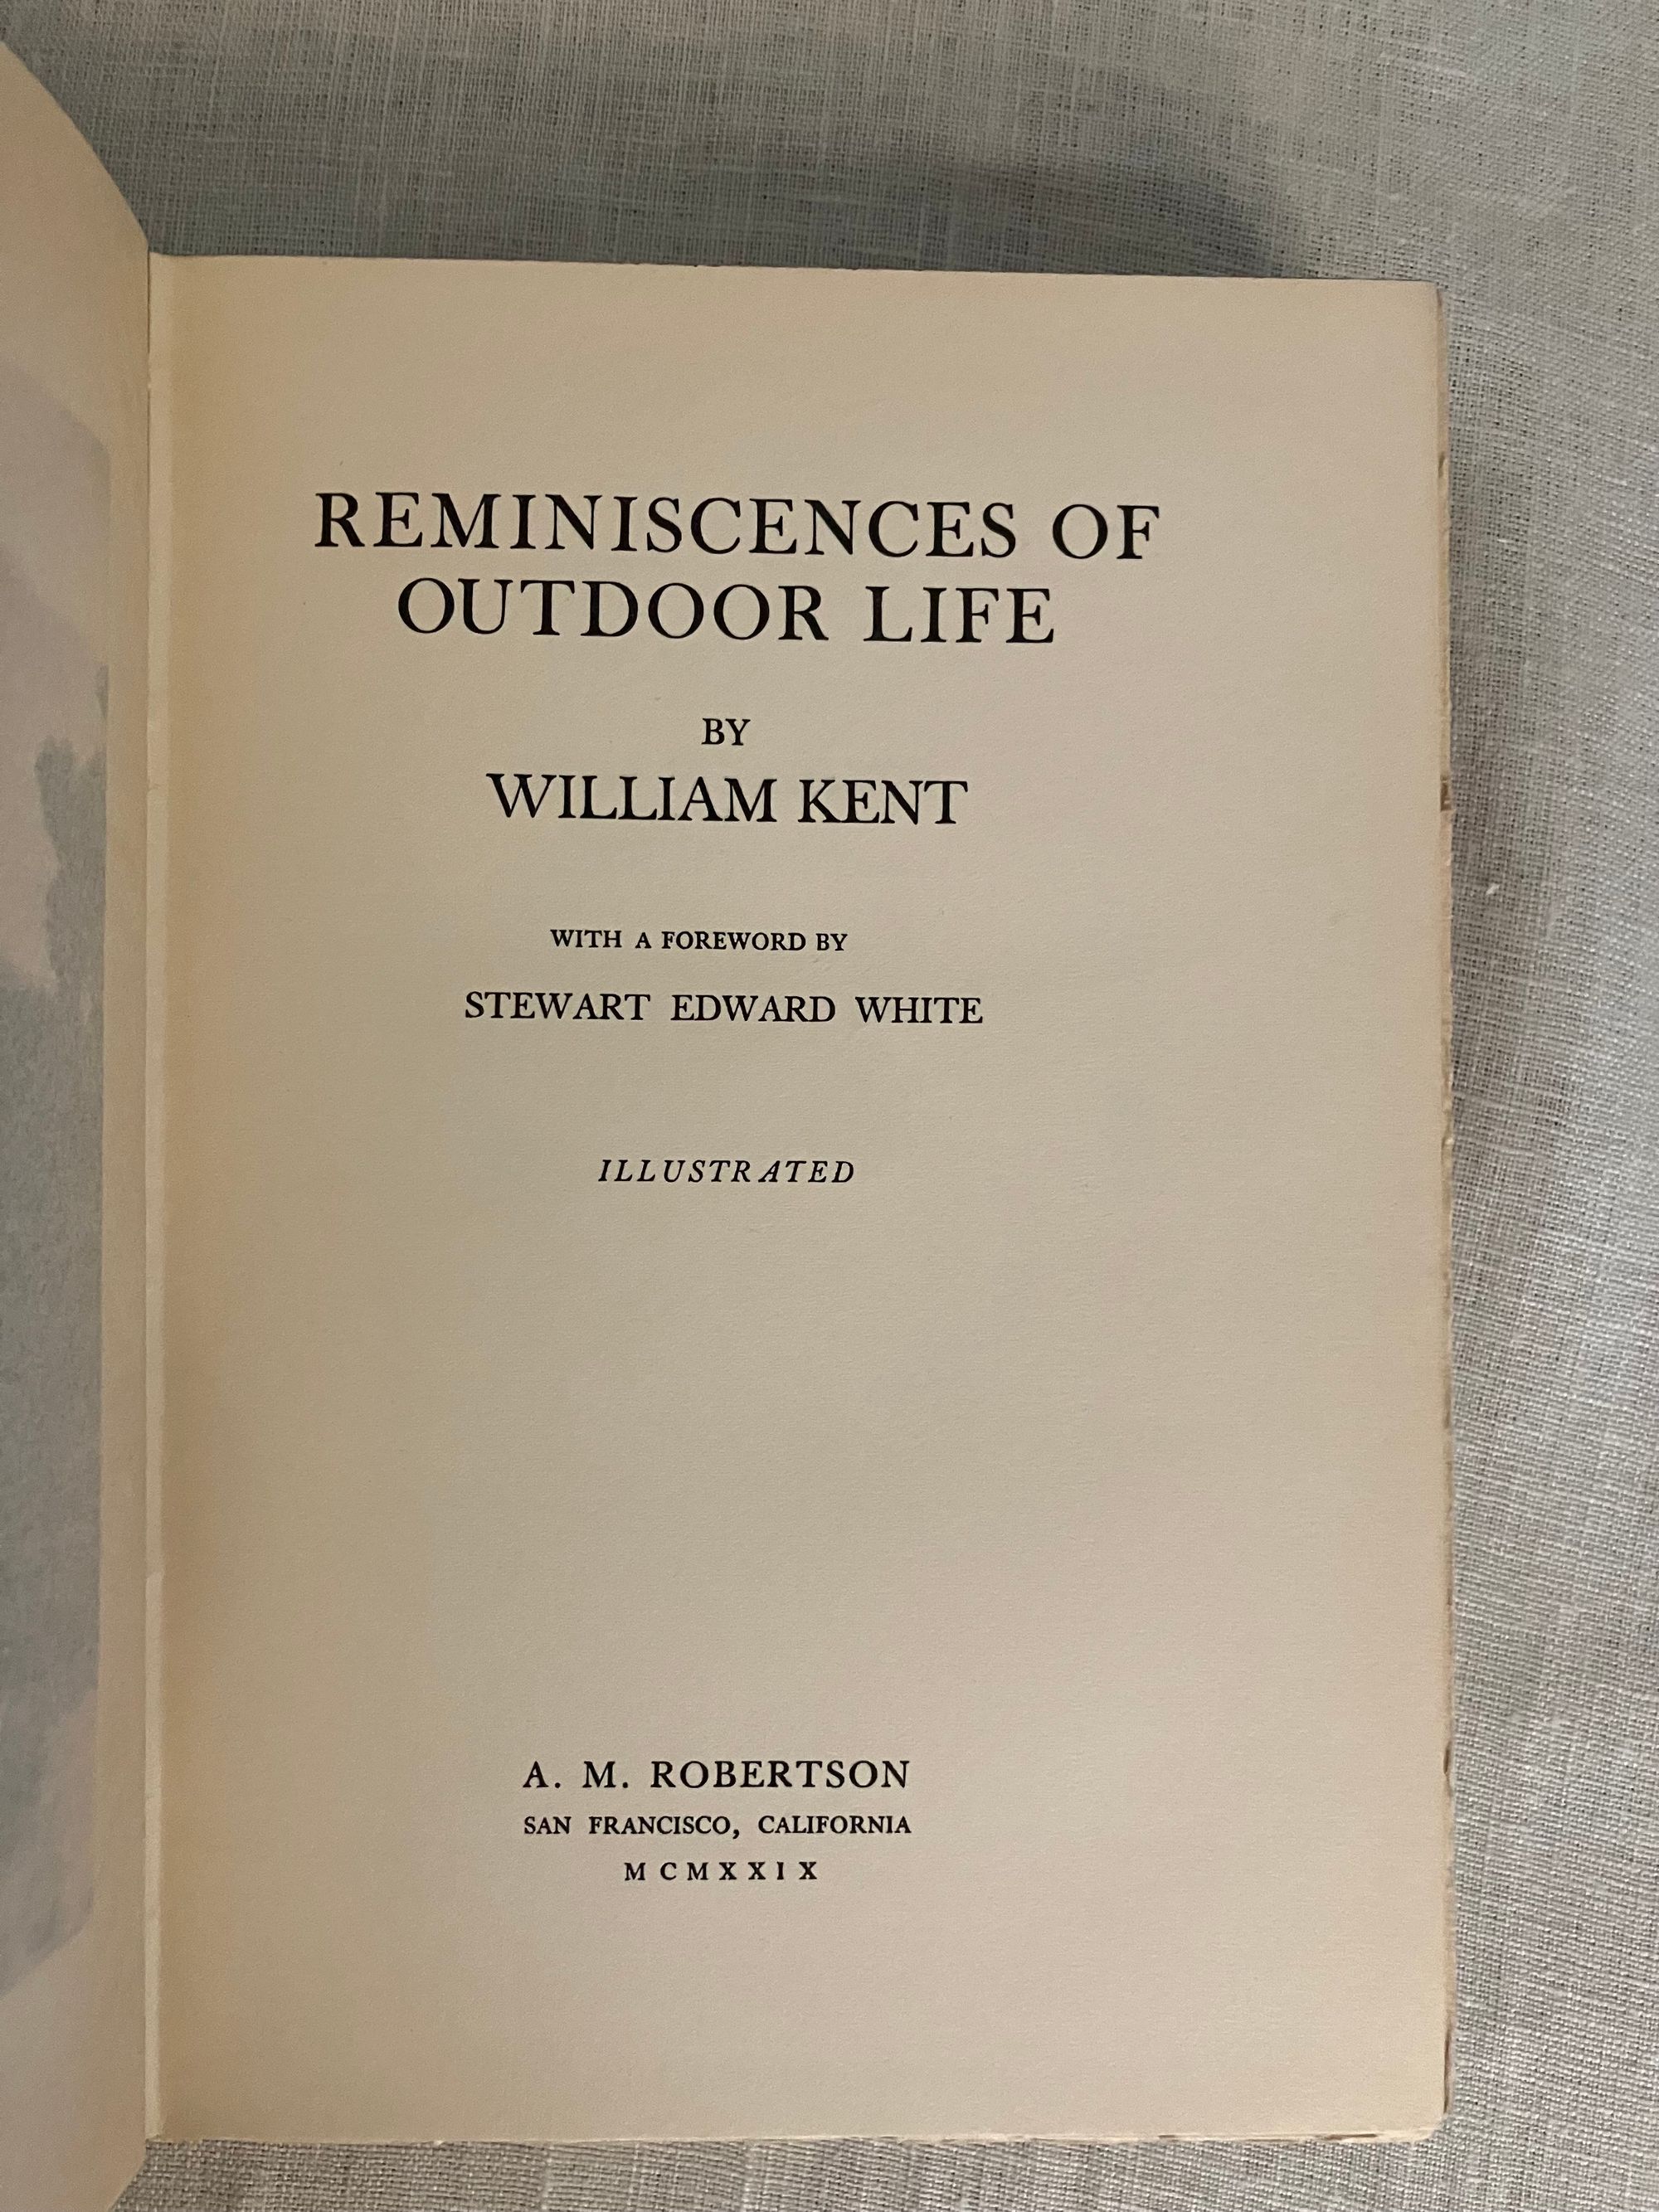 REMINISCENCES OF
OUTDOOR LIFE
BY
WILLIAM KENT
WITH A FOREWORD BY
STEWART EDWARD WHITE
ILLUSTRATED
A. M. ROBERTSON
SAN FRANCISCO, CALIFORNIA
MCMXXIX